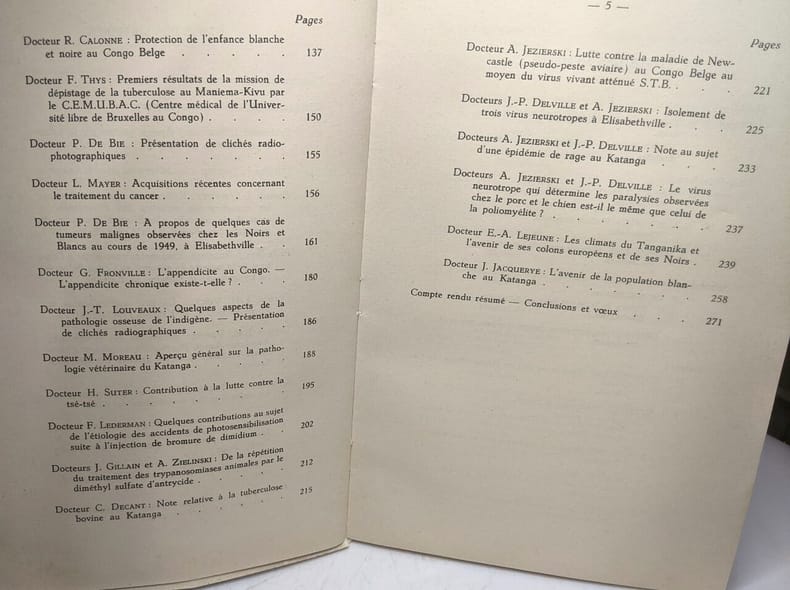 Pages
Docteur R. CALONNE : Protection de l'enfance blanche
et noire au Congo Belge . . . . . 137
Docteur F. THYS : Premiers résultats de la mission de
dépistage de la tuberculose au Maniema-Kivu par
le C.E.M.U.B.A.C. (Centre médical de l'Univer-
sité libre de Bruxelles au Congo) . . . . 150
Docteur P. DE BIE : Présentation de clichés radio-
photographiques . . . . . . . 155
Docteur L. MAYER : Acquisitions récentes concernant
le traitement du cancer . . . . . . 156
Docteur P. DE BIE : A propos de quelques cas de
tumeurs malignes observées chez les Noirs et
Blancs au cours de 1949, à Elisabethville . . 161
Docteur G. FRONVILLE : L'appendicite au Congo. —
L'appendicite chronique existe-t-elle ? . . . 180
Docteur J.-T. LOUVEAUX : Quelques aspects de la
pathologie osseuse de l'indigène. — Présentation
de clichés radiographiques . . . . . 186
Docteur M. MOREAU : Aperçu général sur la patho-
logie vétérinaire du Katanga . . . . . 188
Docteur H. SUTER : Contribution à la lutte contre la
tsé-tsé . . . . . . . . 195
Docteur F. LEDERMAN : Quelques contributions au sujet
de l'étiologie des accidents de photosensibilisation
suite à l'injection de bromure de dimidium . . 202
Docteurs J. GILLAIN et A. ZIELINSKI : De la répétition
du traitement des trypanosomiases animales par le
diméthyl sulfate d'antrycide . . . . . 212
Docteur C. DECANT : Note relative à la tuberculose
bovine au Katanga . . . . . . 215
— 5 —
Pages
Docteur A. JEZIERSKI : Lutte contre la maladie de New-
castle (pseudo-peste aviaire) au Congo Belge au
moyen du virus vivant atténué S.T.B. . . . 221
Docteurs J.-P. DELVILLE et A. JEZIERSKI : Isolement de
trois virus neurotropes à Elisabethville . . . 225
Docteurs A. JEZIERSKI et J.-P. DELVILLE : Note au sujet
d'une épidémie de rage au Katanga . . . 233
Docteurs A. JEZIERSKI et J.-P. DELVILLE : Le virus
neurotrope qui détermine les paralysies observées
chez le porc et le chien est-il le même que celui de
la poliomyélite ? . . . . . . . 237
Docteur E.-A. LEJEUNE : Les climats du Tanganika et
l'avenir de ses colons européens et de ses Noirs . 239
Docteur J. JACQUERYE : L'avenir de la population blan-
che au Katanga . . . . . . . 258
Compte rendu résumé — Conclusions et vœux . . . 271